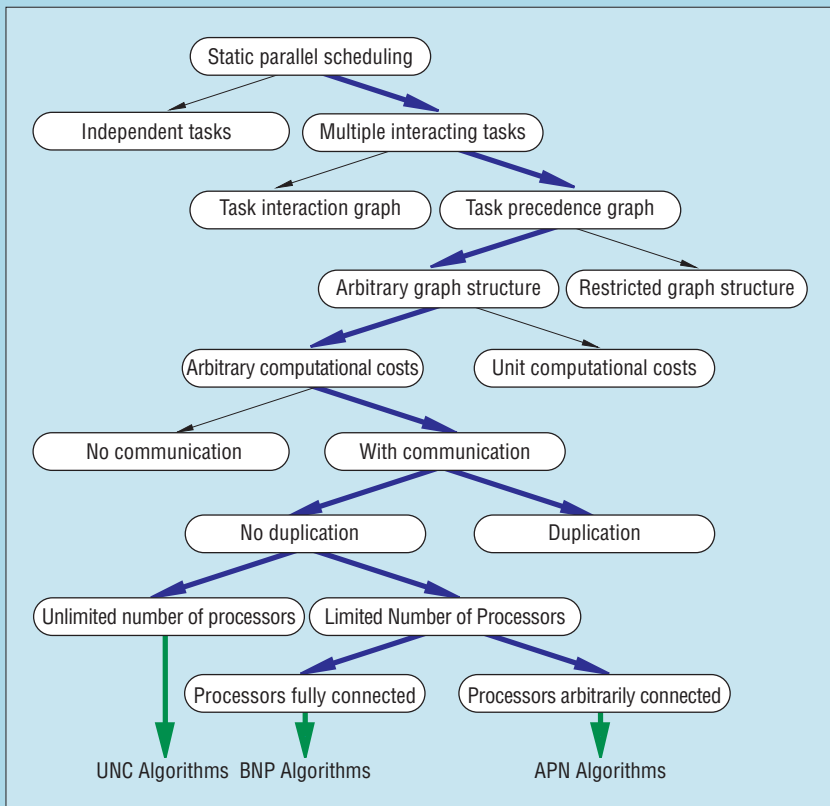 Static parallel scheduling
Independent tasks
Multiple interacting tasks
Task interaction graph
Task precedence graph
Arbitrary graph structure
Restricted graph structure
Arbitrary computational costs
Unit computational costs
No communication
With communication
No duplication
Duplication
Unlimited number of processors
Limited Number of Processors
Processors fully connected
Processors arbitrarily connected
UNC Algorithms
BNP Algorithms
APN Algorithms